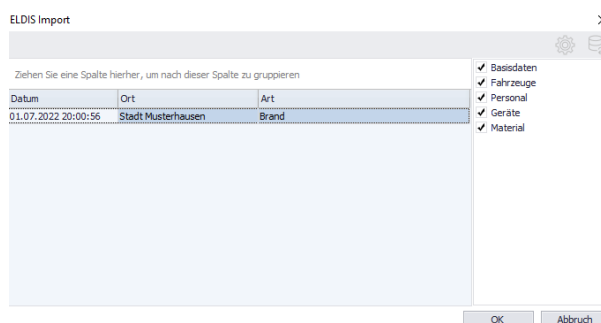 ELDIS Import
Ziehen Sie eine Spalte hierher, um nach dieser Spalte zu gruppieren
Datum Ort Art
01.07.2022 20:00:56 Stadt Musterhausen Brand
Basisdaten
Fahrzeuge
Personal
Geräte
Material
OK Abbruch